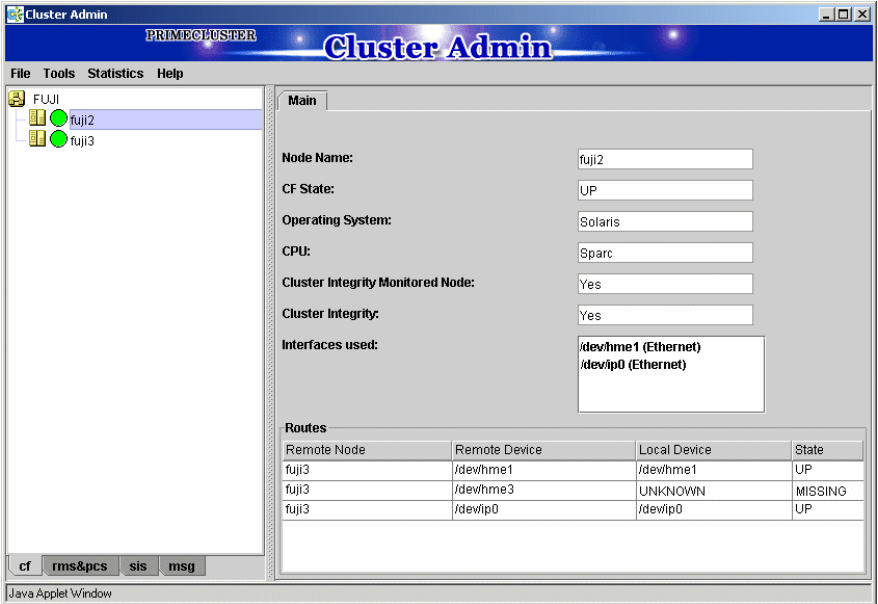 Cluster Admin
PRIMECLUSTER
Cluster Admin
File Tools Statistics Help
FUJI
fuji2
fuji3
Main
Node Name: fuji2
CF State: UP
Operating System: Solaris
CPU: Sparc
Cluster Integrity Monitored Node: Yes
Cluster Integrity: Yes
Interfaces used: /dev/hme1 (Ethernet)
/dev/ip0 (Ethernet)
Routes
Remote Node Remote Device Local Device State
fuji3 /dev/hme1 /dev/hme1 UP
fuji3 /dev/hme3 UNKNOWN MISSING
fuji3 /dev/ip0 /dev/ip0 UP
cf rms&pcs sis msg
Java Applet Window